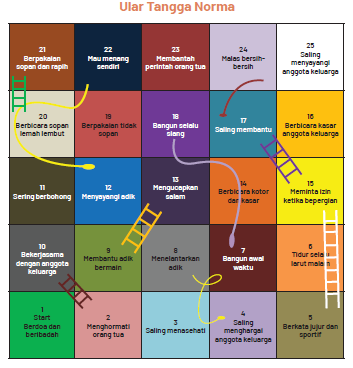 Ular Tangga Norma
21
Berpakaian
sopan dan rapih
22
Mau menang
sendiri
23
Membantah
perintah orang tua
24
Malas bersih-
bersih
25
Saling
menyayangi
anggota keluarga
20
Berbicara sopan
lemah lembut
19
Berpakaian tidak
sopan
18
Bangun selalu
siang
17
Saling membantu
16
Berbicara kasar
anggota keluarga
11
Sering berbohong
12
Menyayangi adik
13
Mengucapkan
salam
14
Berbicara kotor
dan kasar
15
Meminta izin
ketika bepergian
10
Bekerjasama
dengan anggota
keluarga
9
Membantu adik
bermain
8
Menelantarkan
adik
7
Bangun awal
waktu
6
Tidur selalu
larut malam
1
Start
Berdoa dan
beribadah
2
Menghormati
orang tua
3
Saling menasehati
4
Saling
menghargai
anggota keluarga
5
Berkata jujur dan
sportif